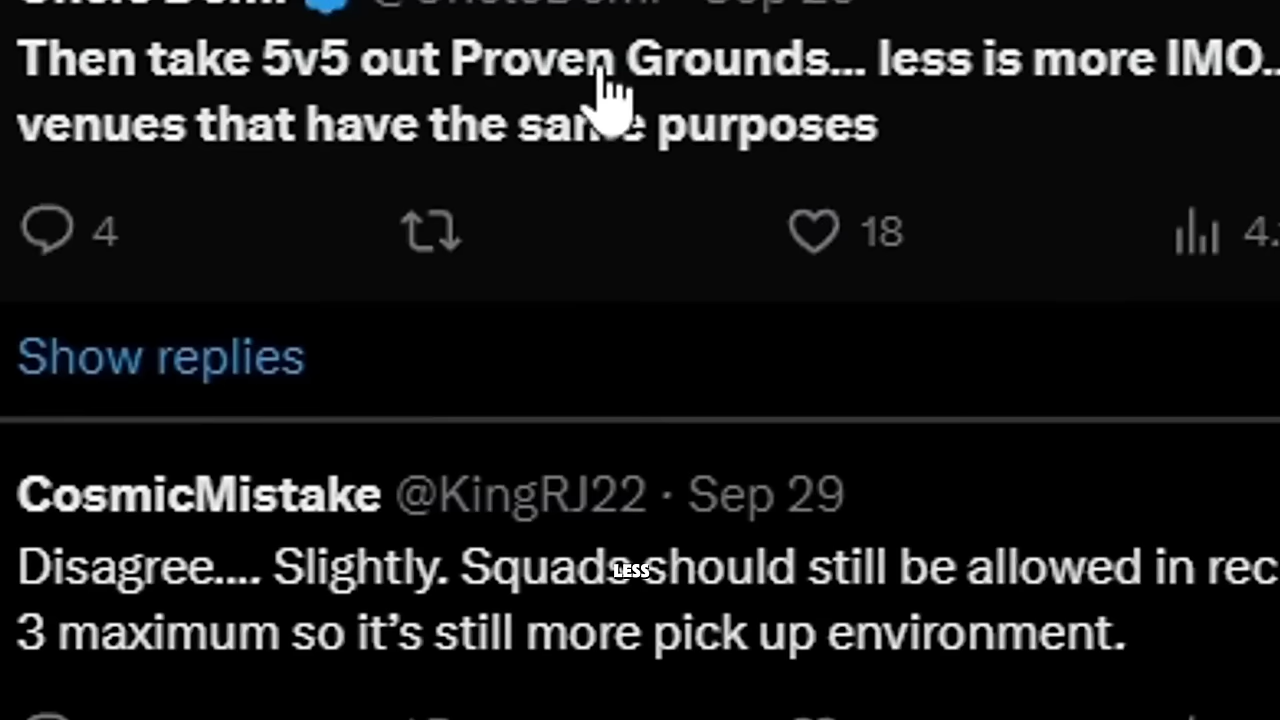 Then take 5v5 out Proven Grounds... less is more IMO..
venues that have the same purposes
4 18 4.
Show replies
CosmicMistake @KingRJ22 · Sep 29
Disagree.... Slightly. Squads should still be allowed in rec
LESS
3 maximum so it’s still more pick up environment.